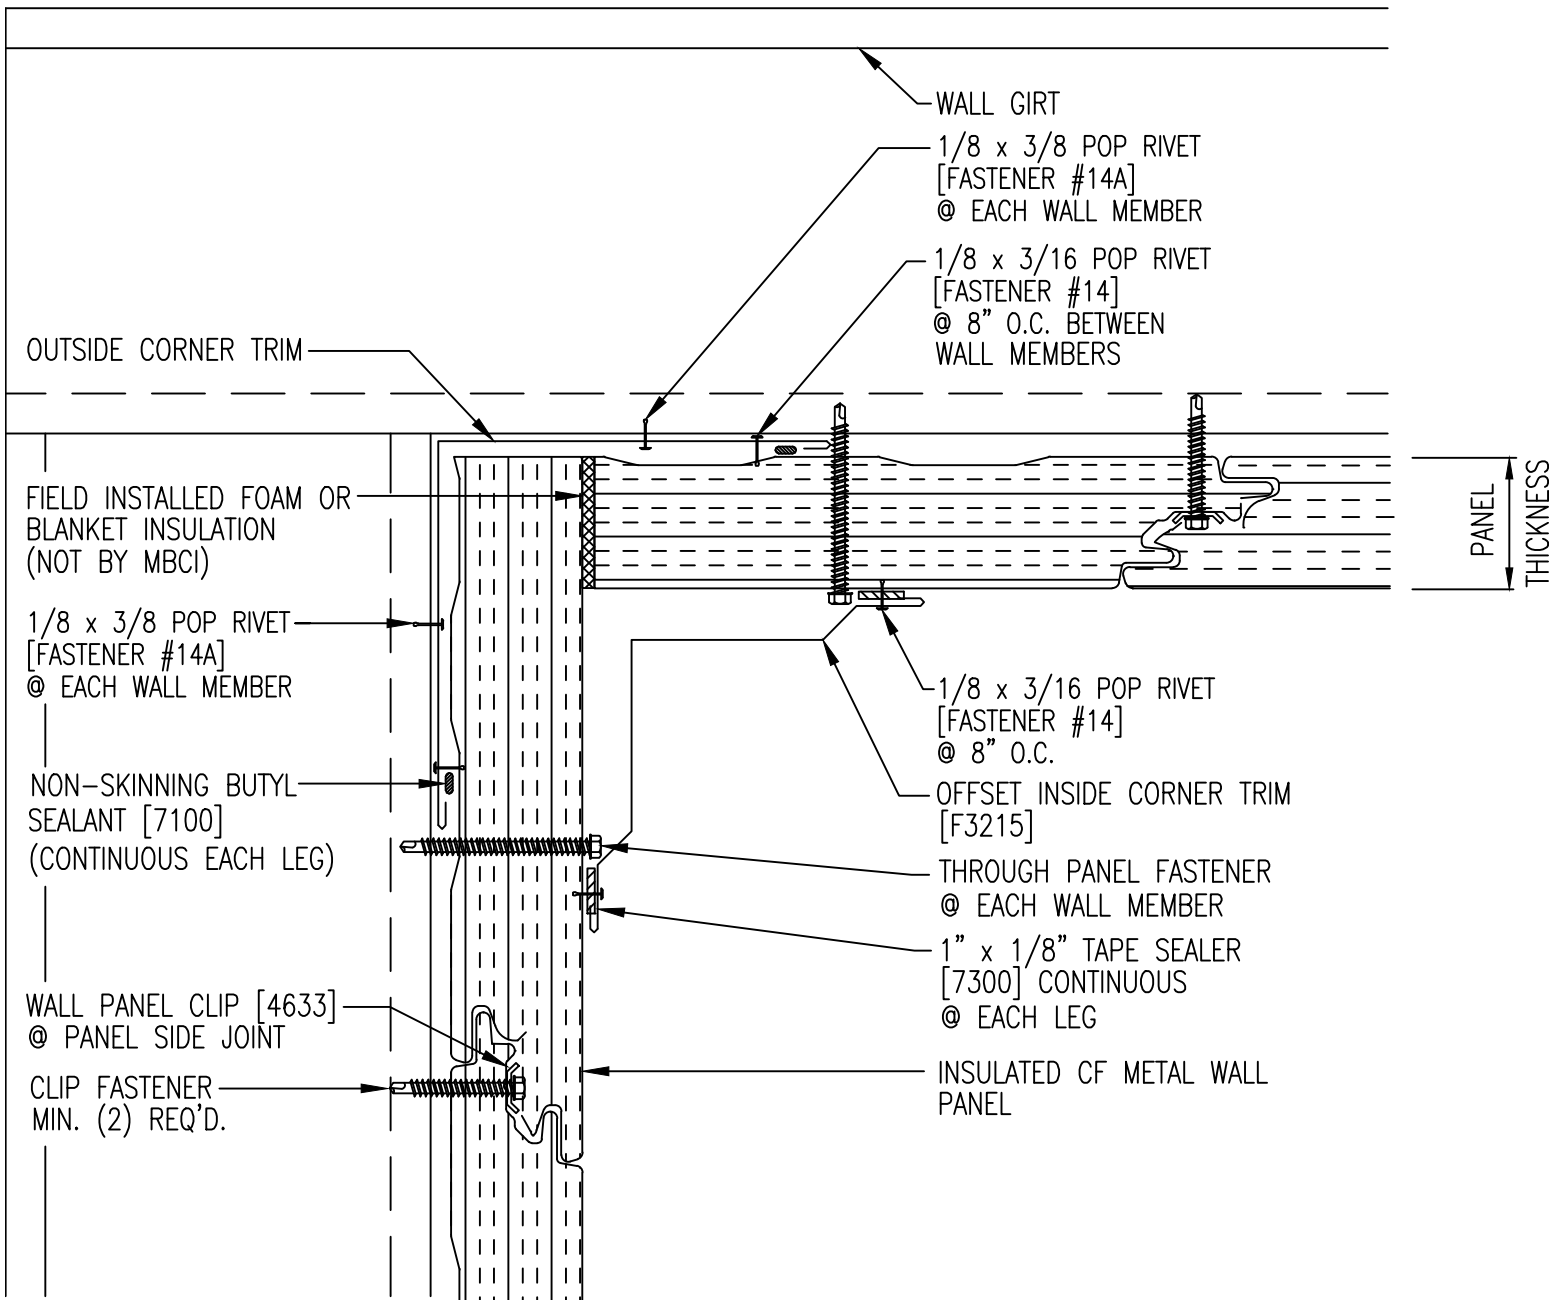 WALL GIRT
1/8 x 3/8 POP RIVET
[FASTENER #14A]
@ EACH WALL MEMBER
1/8 x 3/16 POP RIVET
[FASTENER #14]
@ 8" O.C. BETWEEN
WALL MEMBERS
OUTSIDE CORNER TRIM
FIELD INSTALLED FOAM OR
BLANKET INSULATION
(NOT BY MBCI)
PANEL
THICKNESS
1/8 x 3/8 POP RIVET
[FASTENER #14A]
@ EACH WALL MEMBER
1/8 x 3/16 POP RIVET
[FASTENER #14]
@ 8" O.C.
NON-SKINNING BUTYL
SEALANT [7100]
(CONTINUOUS EACH LEG)
OFFSET INSIDE CORNER TRIM
[F3215]
THROUGH PANEL FASTENER
@ EACH WALL MEMBER
1" x 1/8" TAPE SEALER
[7300] CONTINUOUS
@ EACH LEG
WALL PANEL CLIP [4633]
@ PANEL SIDE JOINT
CLIP FASTENER
MIN. (2) REQ'D.
INSULATED CF METAL WALL
PANEL